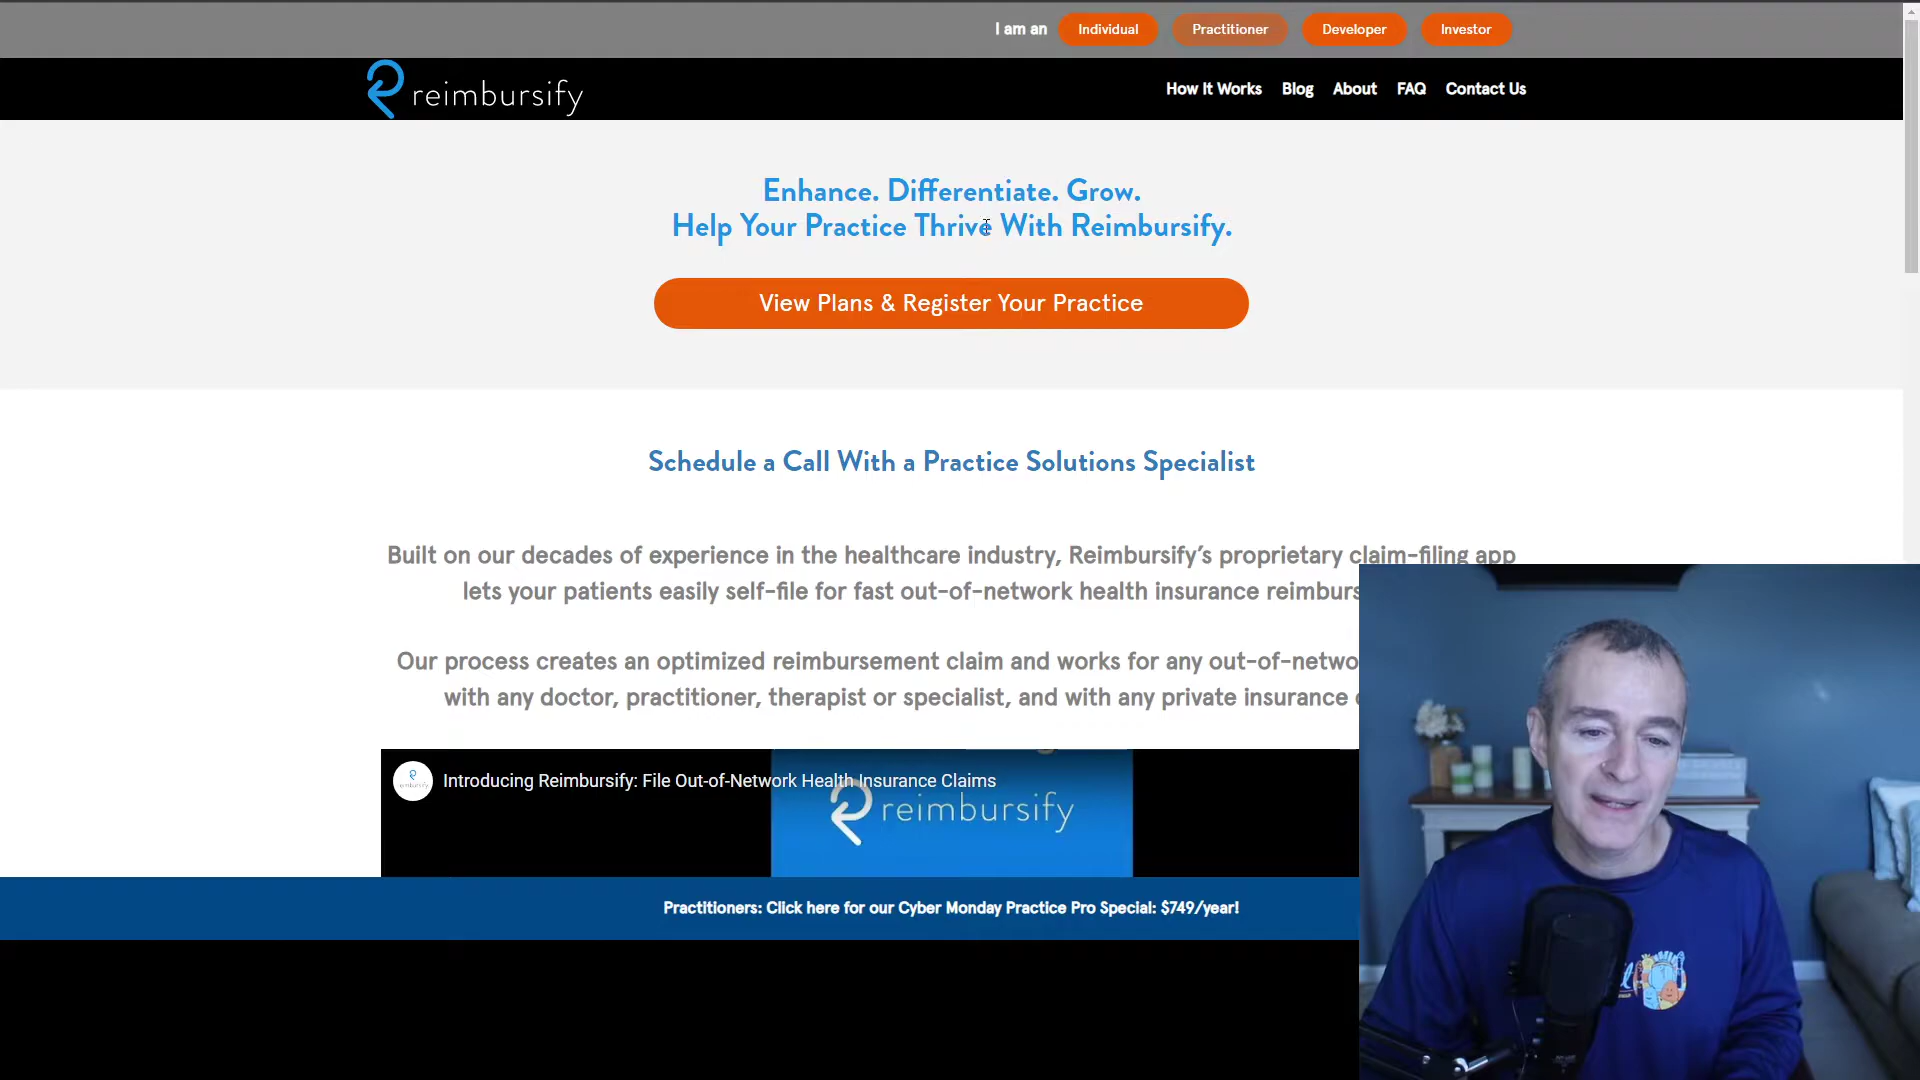 I am an
Individual
Practitioner
Developer
Investor
reimbursify
How It Works
Blog
About
FAQ
Contact Us
Enhance. Differentiate. Grow.
Help Your Practice Thrive With Reimbursify.
View Plans & Register Your Practice
Schedule a Call With a Practice Solutions Specialist
Built on our decades of experience in the healthcare industry, Reimbursify’s proprietary claim-filing app
lets your patients easily self-file for fast out-of-network health insurance reimburs
Our process creates an optimized reimbursement claim and works for any out-of-netwo
with any doctor, practitioner, therapist or specialist, and with any private insurance
Introducing Reimbursify: File Out-of-Network Health Insurance Claims
reimbursify
Practitioners: Click here for our Cyber Monday Practice Pro Special: $749/year!